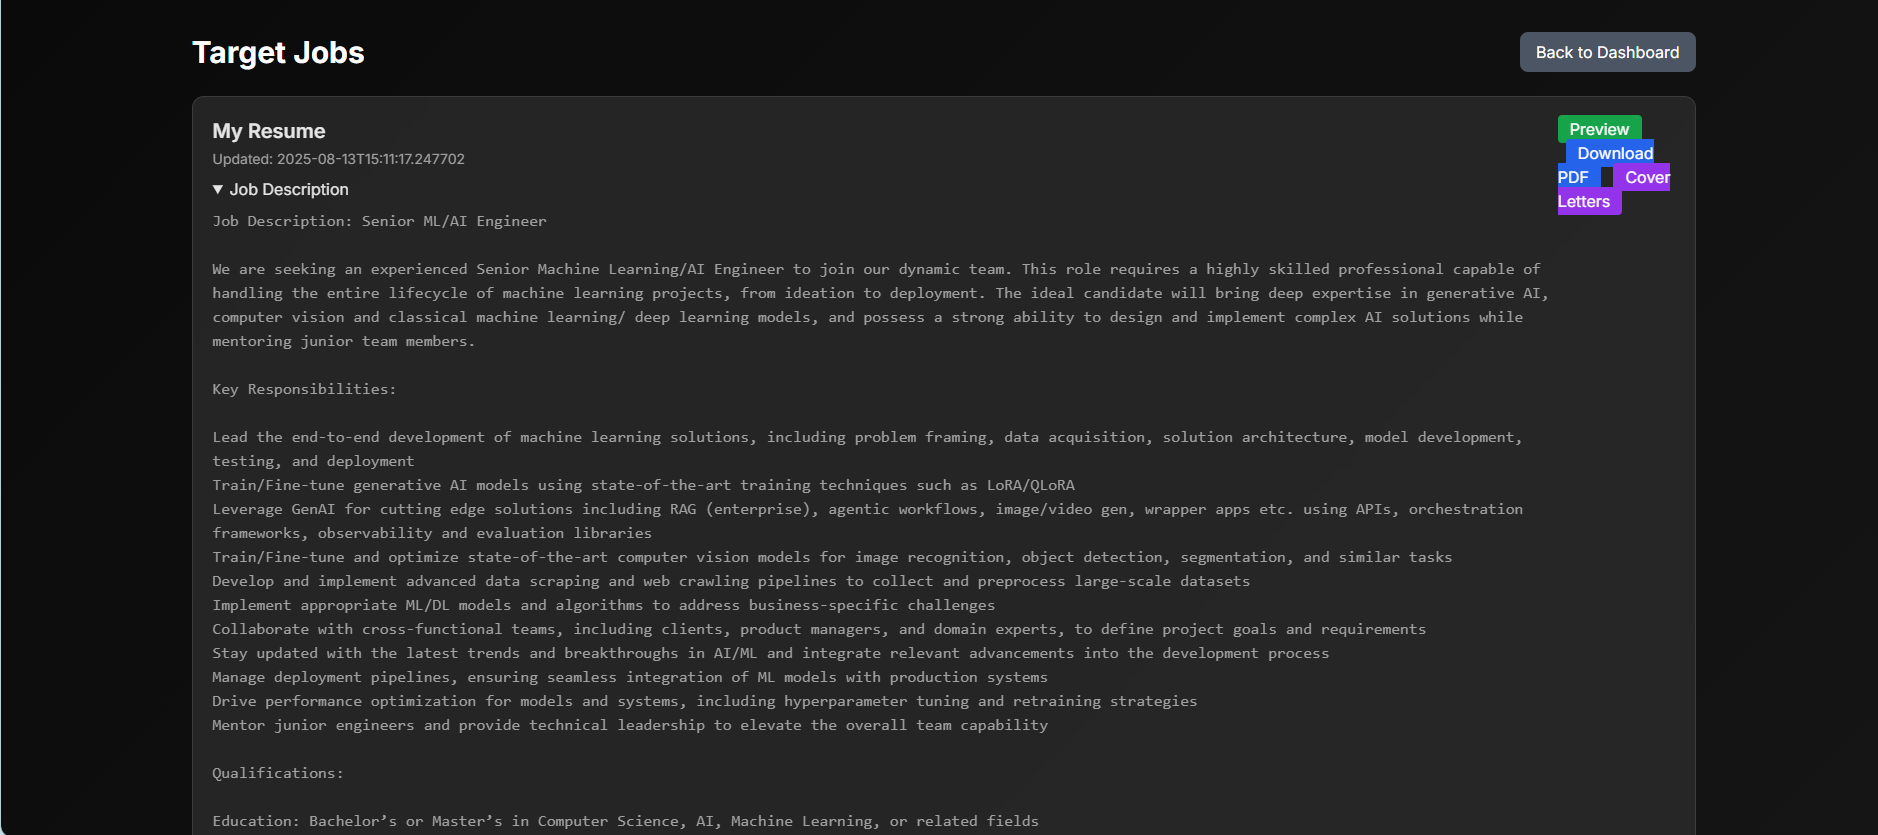 Target Jobs
Back to Dashboard
My Resume
Preview
Updated: 2025-08-13T15:11:17.247702
Download
PDF
Cover
Letters
▼ Job Description
Job Description: Senior ML/AI Engineer
We are seeking an experienced Senior Machine Learning/AI Engineer to join our dynamic team. This role requires a highly skilled professional capable of
handling the entire lifecycle of machine learning projects, from ideation to deployment. The ideal candidate will bring deep expertise in generative AI,
computer vision and classical machine learning/ deep learning models, and possess a strong ability to design and implement complex AI solutions while
mentoring junior team members.
Key Responsibilities:
Lead the end-to-end development of machine learning solutions, including problem framing, data acquisition, solution architecture, model development,
testing, and deployment
Train/Fine-tune generative AI models using state-of-the-art training techniques such as LoRA/QLoRA
Leverage GenAI for cutting edge solutions including RAG (enterprise), agentic workflows, image/video gen, wrapper apps etc. using APIs, orchestration
frameworks, observability and evaluation libraries
Train/Fine-tune and optimize state-of-the-art computer vision models for image recognition, object detection, segmentation, and similar tasks
Develop and implement advanced data scraping and web crawling pipelines to collect and preprocess large-scale datasets
Implement appropriate ML/DL models and algorithms to address business-specific challenges
Collaborate with cross-functional teams, including clients, product managers, and domain experts, to define project goals and requirements
Stay updated with the latest trends and breakthroughs in AI/ML and integrate relevant advancements into the development process
Manage deployment pipelines, ensuring seamless integration of ML models with production systems
Drive performance optimization for models and systems, including hyperparameter tuning and retraining strategies
Mentor junior engineers and provide technical leadership to elevate the overall team capability
Qualifications:
Education: Bachelor’s or Master’s in Computer Science, AI, Machine Learning, or related fields